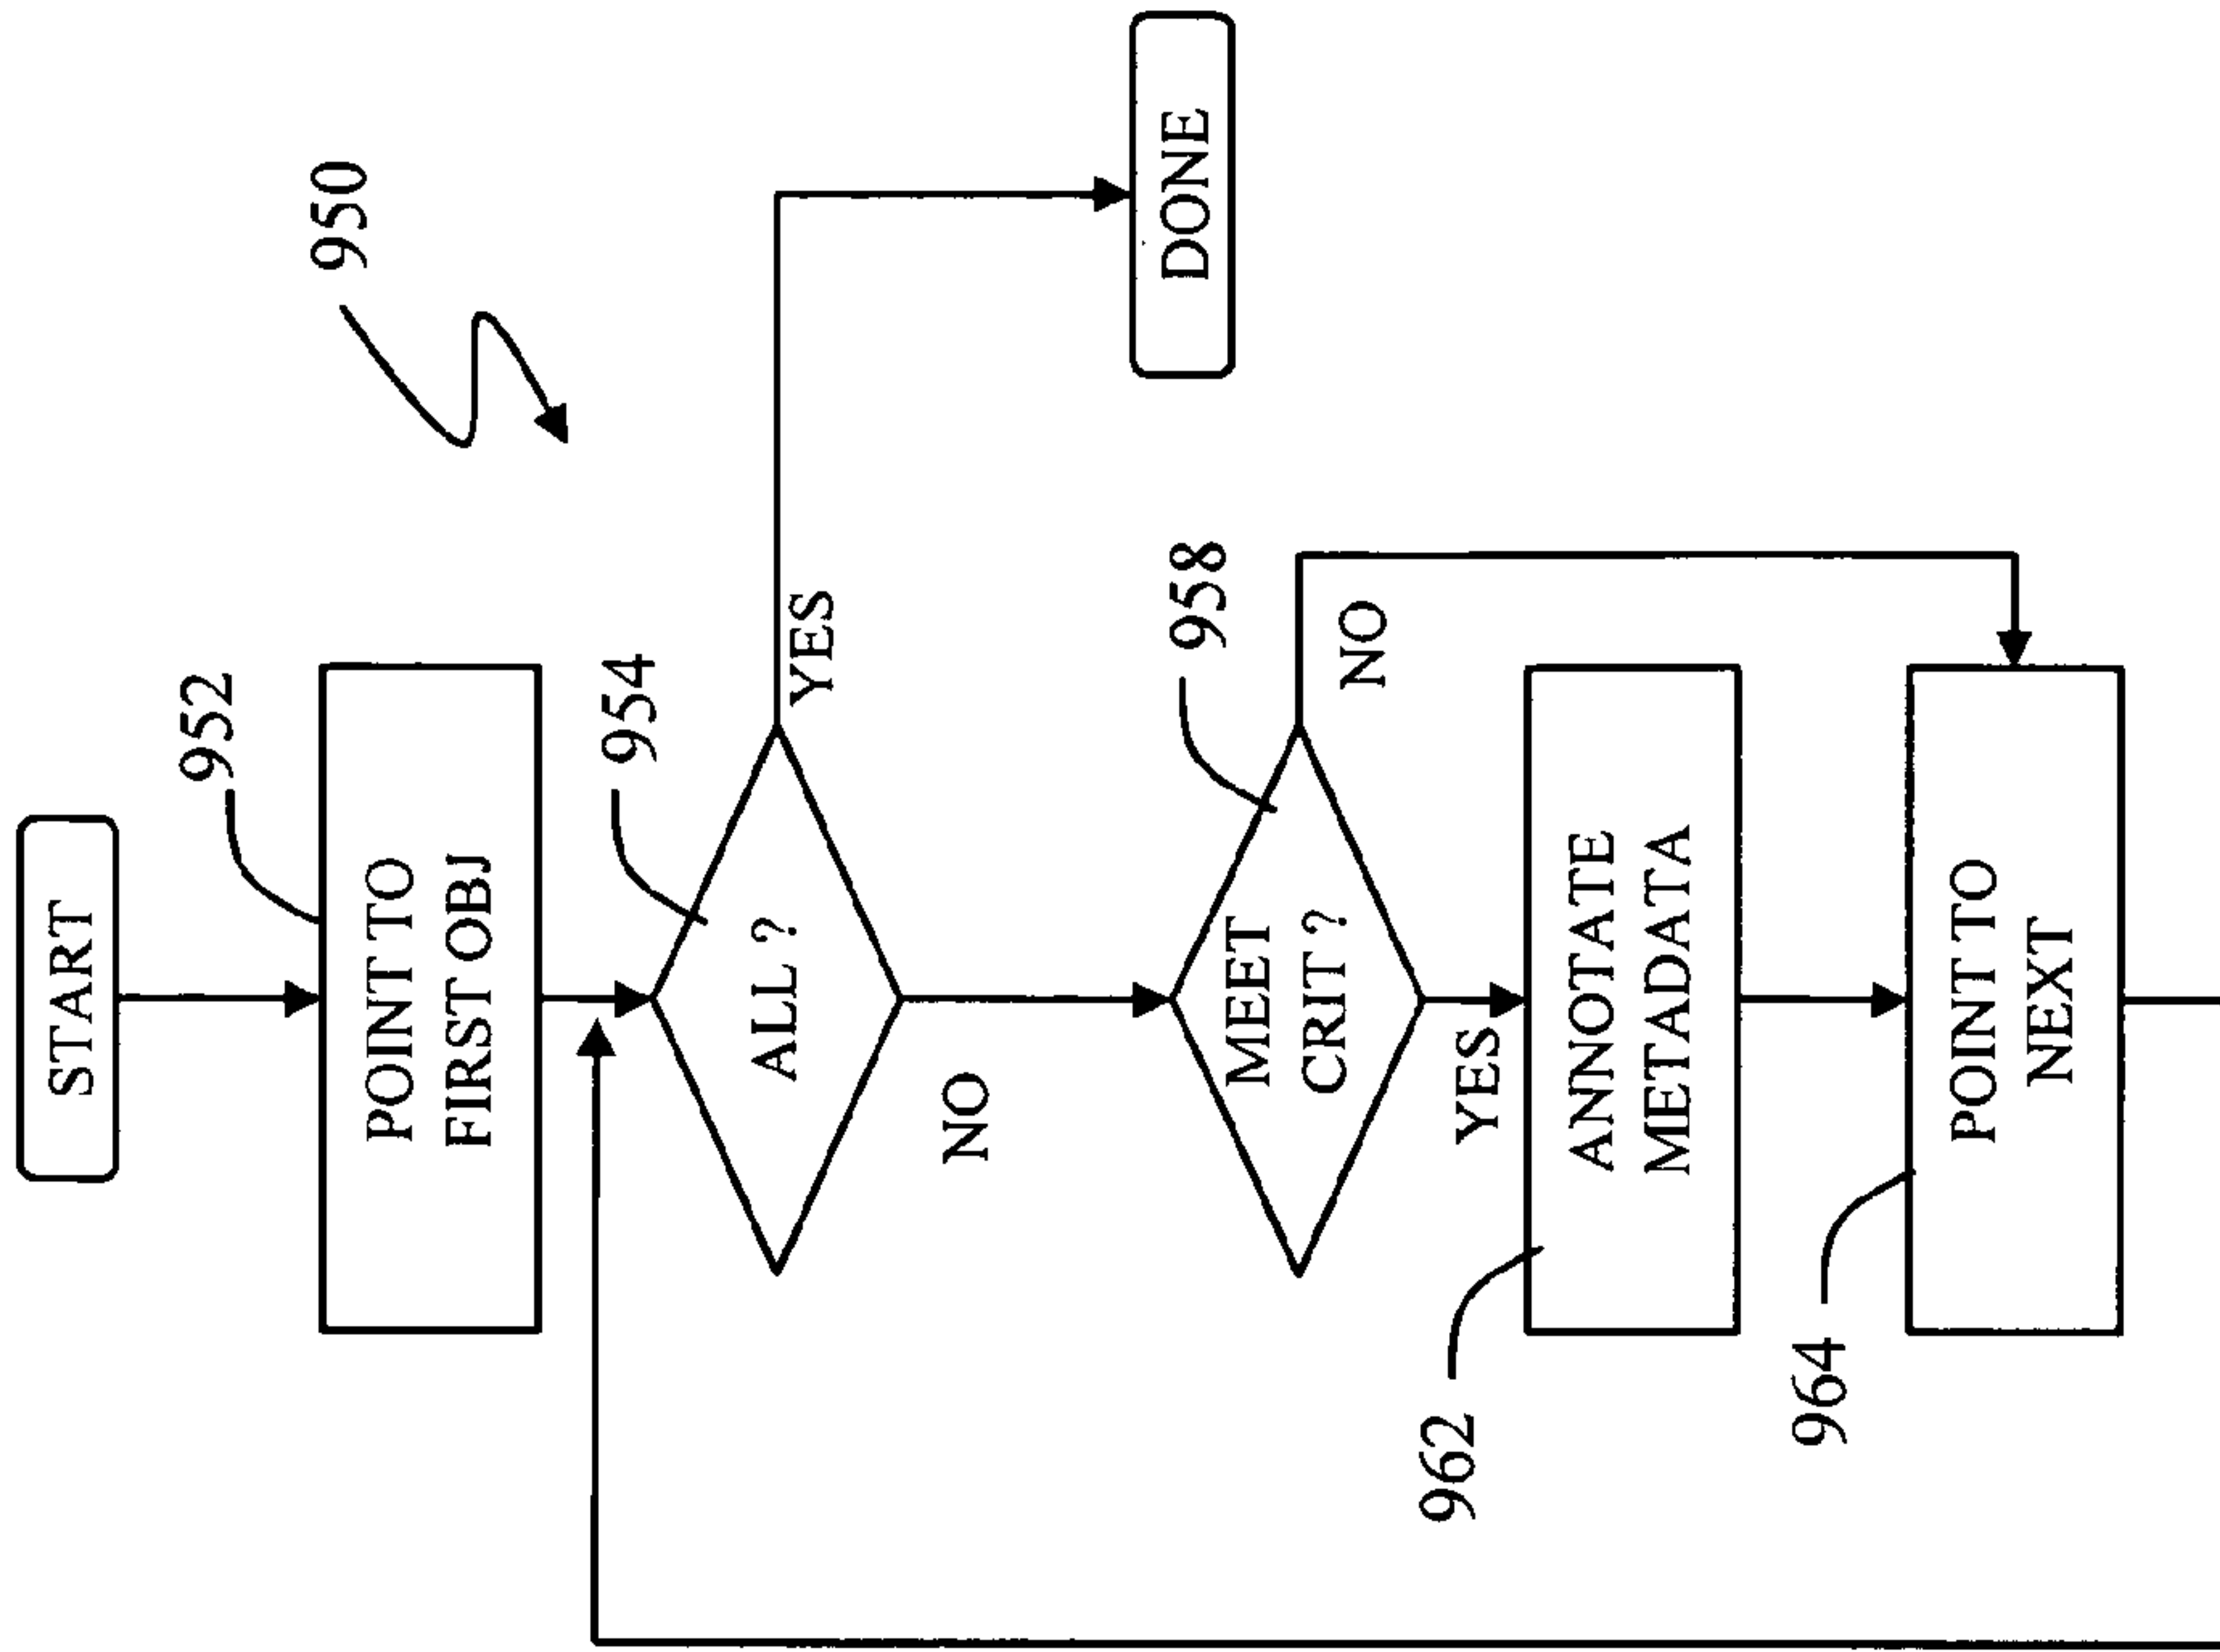 START
950
952
POINT TO
FIRST OBJ
954
ALL ?
YES
DONE
NO
958
MEET
CRIT ?
NO
YES
962
ANNOTATE
METADATA
964
POINT TO
NEXT